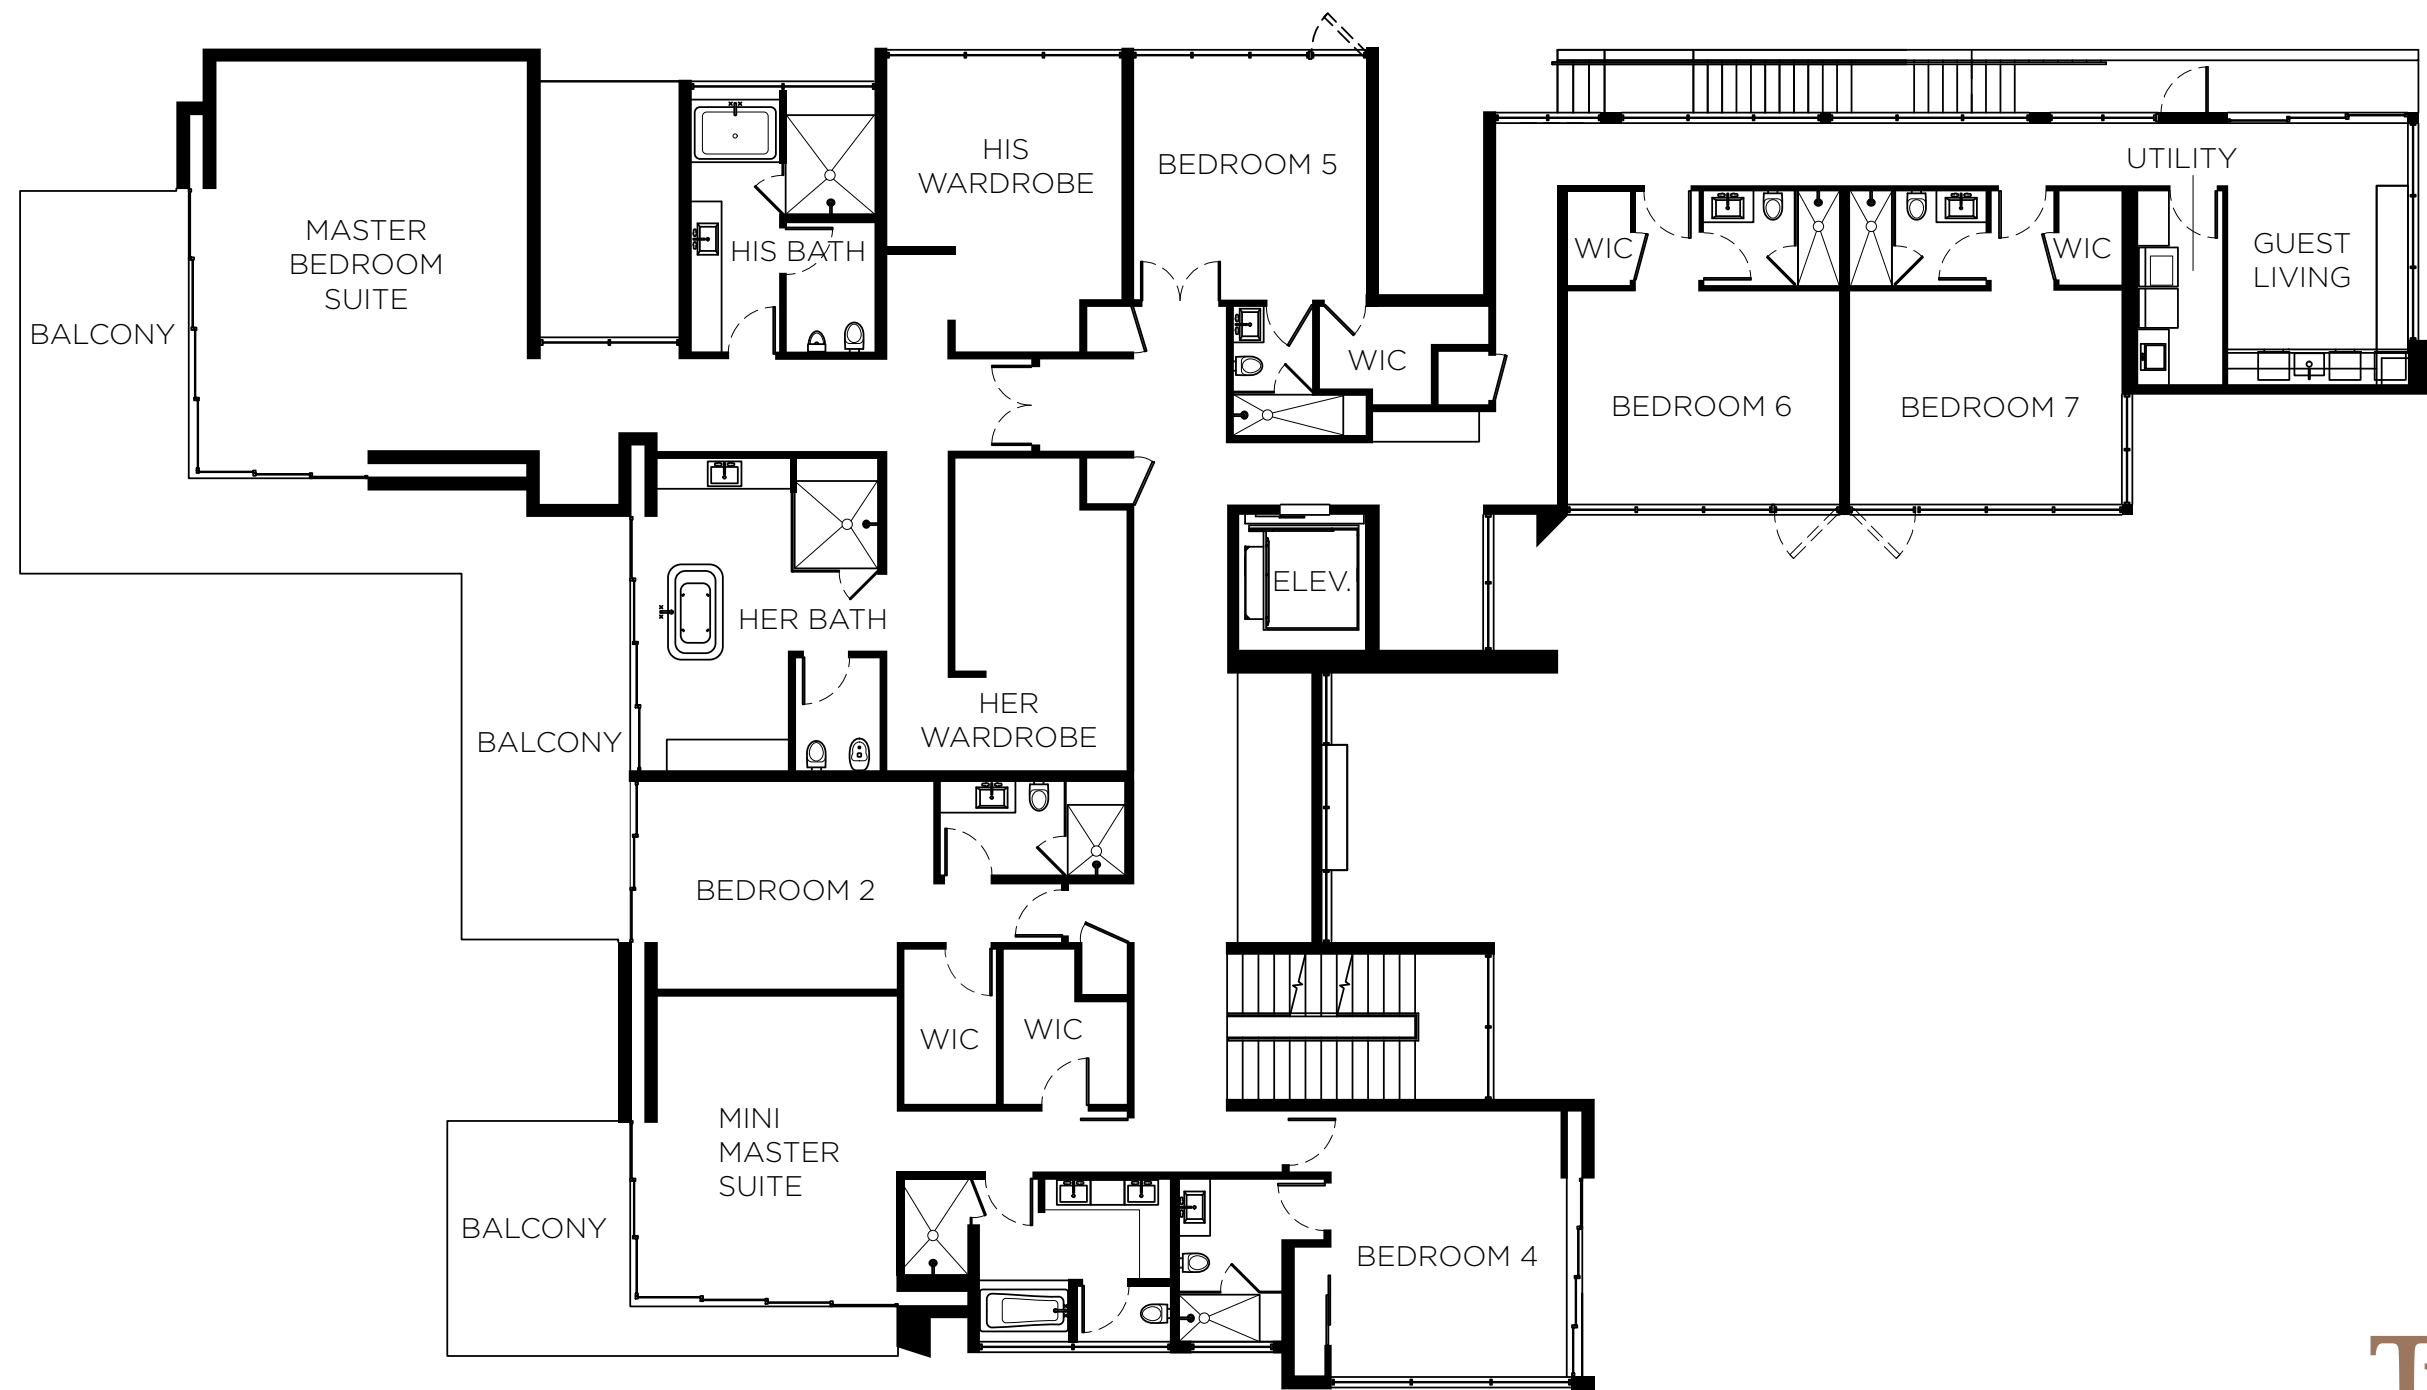 HIS
WARDROBE
BEDROOM 5
UTILITY
MASTER
BEDROOM
SUITE
HIS BATH
WIC
WIC
GUEST
LIVING
BALCONY
WIC
BEDROOM 6
BEDROOM 7
ELEV.
HER BATH
HER
WARDROBE
BALCONY
BEDROOM 2
WIC
WIC
MINI
MASTER
SUITE
BALCONY
BEDROOM 4